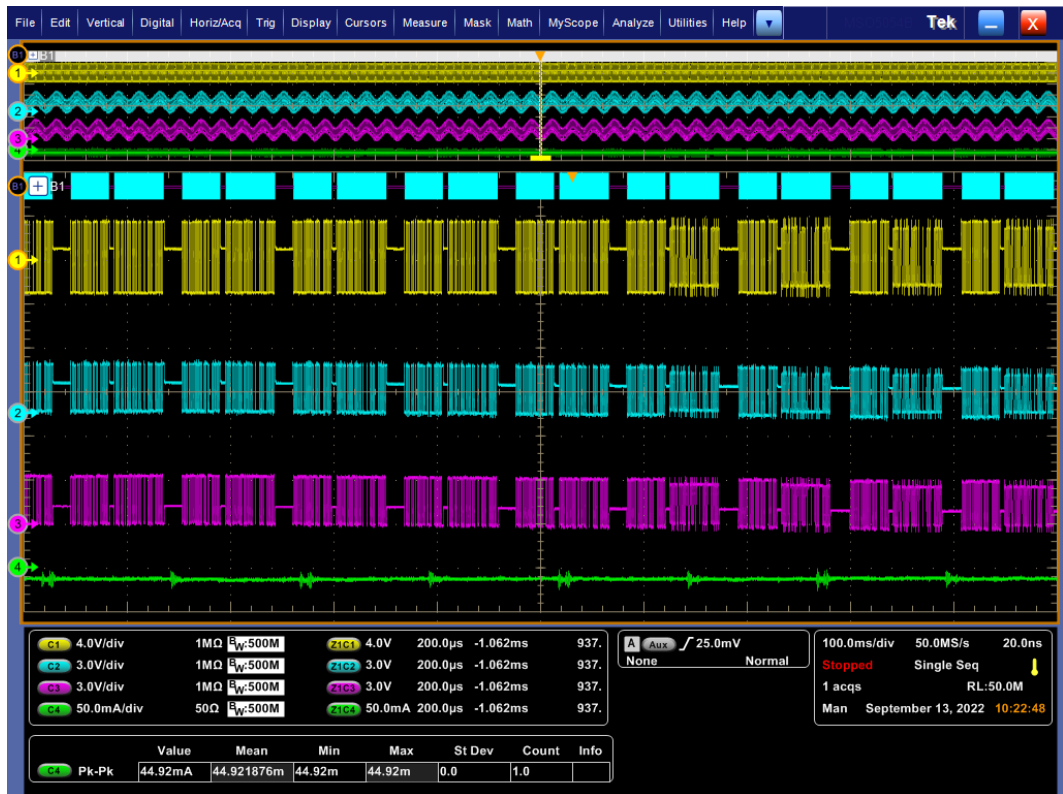 File Edit Vertical Digital Horiz/Acq Trig Display Cursors Measure Mask Math MyScope Analyze Utilities Help Tek X
B1 + B1
1
2
3
4
B1 + B1
1
2
3
4
C1 4.0V/div 1MΩ BW:500M Z1C1 4.0V 200.0µs -1.062ms 937.
C2 3.0V/div 1MΩ BW:500M Z1C2 3.0V 200.0µs -1.062ms 937.
C3 3.0V/div 1MΩ BW:500M Z1C3 3.0V 200.0µs -1.062ms 937.
C4 50.0mA/div 50Ω BW:500M Z1C4 50.0mA 200.0µs -1.062ms 937.
A Aux 25.0mV
None Normal
100.0ms/div 50.0MS/s 20.0ns
Stopped Single Seq
1 acqs RL:50.0M
Man September 13, 2022 10:22:48
Value Mean Min Max St Dev Count Info
C4 Pk-Pk 44.92mA 44.921876m 44.92m 44.92m 0.0 1.0